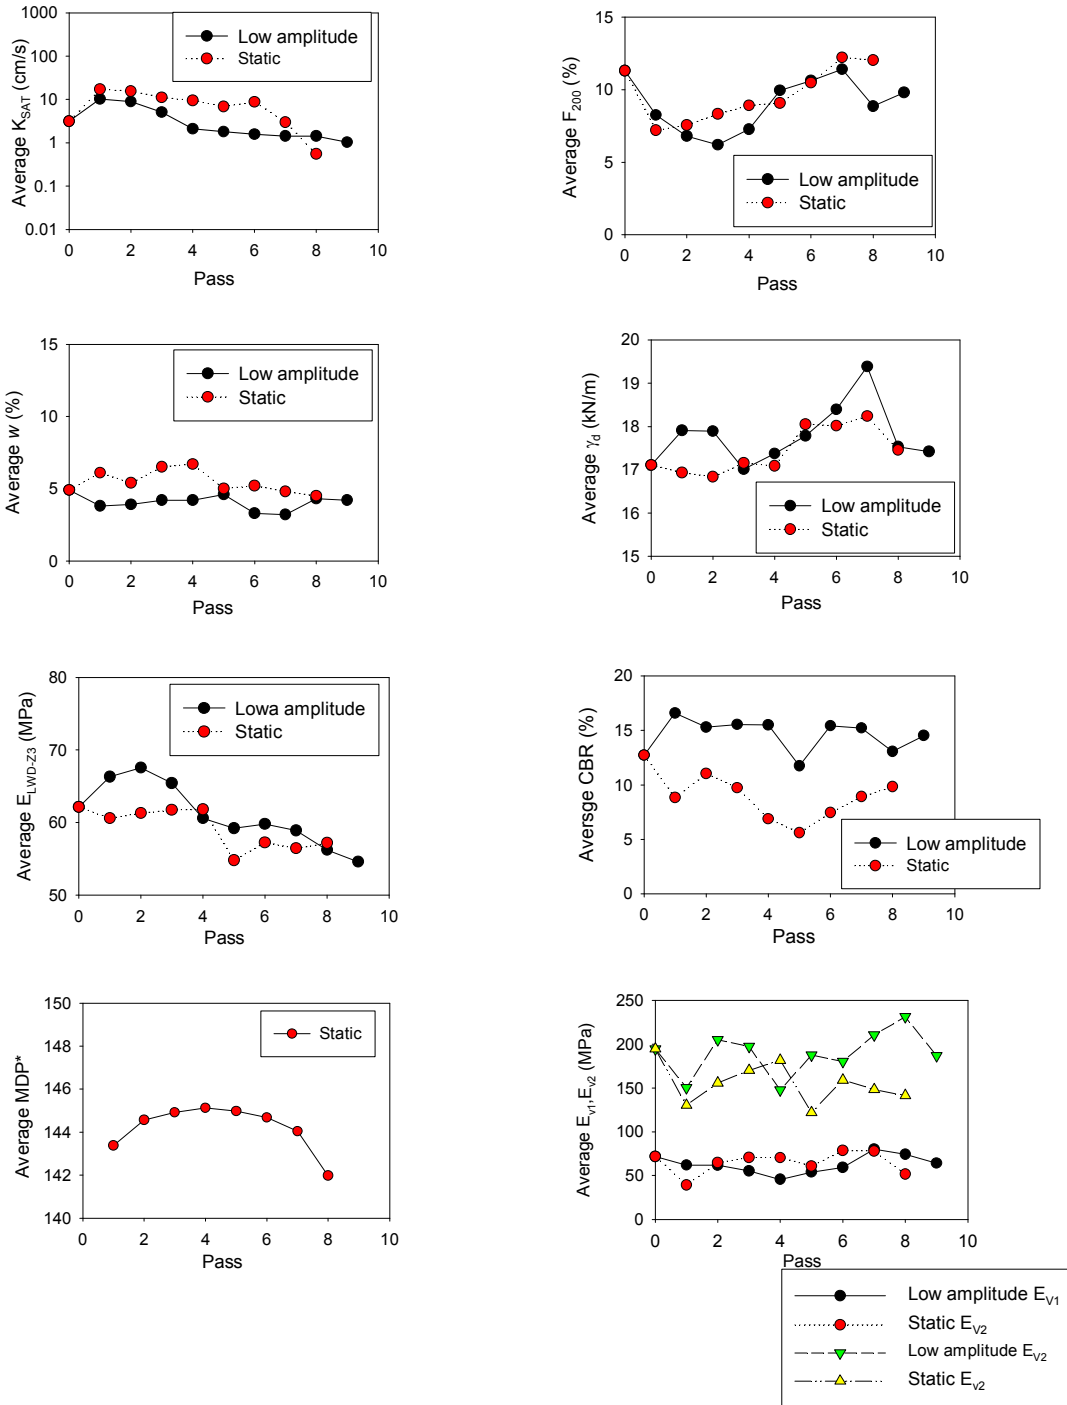 Average K_SAT (cm/s)
1000
100
10
1
0.1
0.01
0 2 4 6 8 10
Pass
Low amplitude
Static
Average F_200 (%)
15
10
5
0
0 2 4 6 8 10
Pass
Low amplitude
Static
Average w (%)
15
10
5
0
0 2 4 6 8 10
Pass
Low amplitude
Static
Average γ_d (kN/m)
20
19
18
17
16
15
0 2 4 6 8 10
Pass
Low amplitude
Static
Average E_LWD-Z3 (MPa)
80
70
60
50
0 2 4 6 8 10
Pass
Lowa amplitude
Static
Aversge CBR (%)
20
15
10
5
0
0 2 4 6 8 10
Pass
Low amplitude
Static
Average MDP*
150
148
146
144
142
140
0 2 4 6 8 10
Pass
Static
Average E_v1,E_v2 (MPa)
250
200
150
100
50
0
0 2 4 6 8 10
Pass
Low amplitude E_V1
Static E_V2
Low amplitude E_V2
Static E_v2